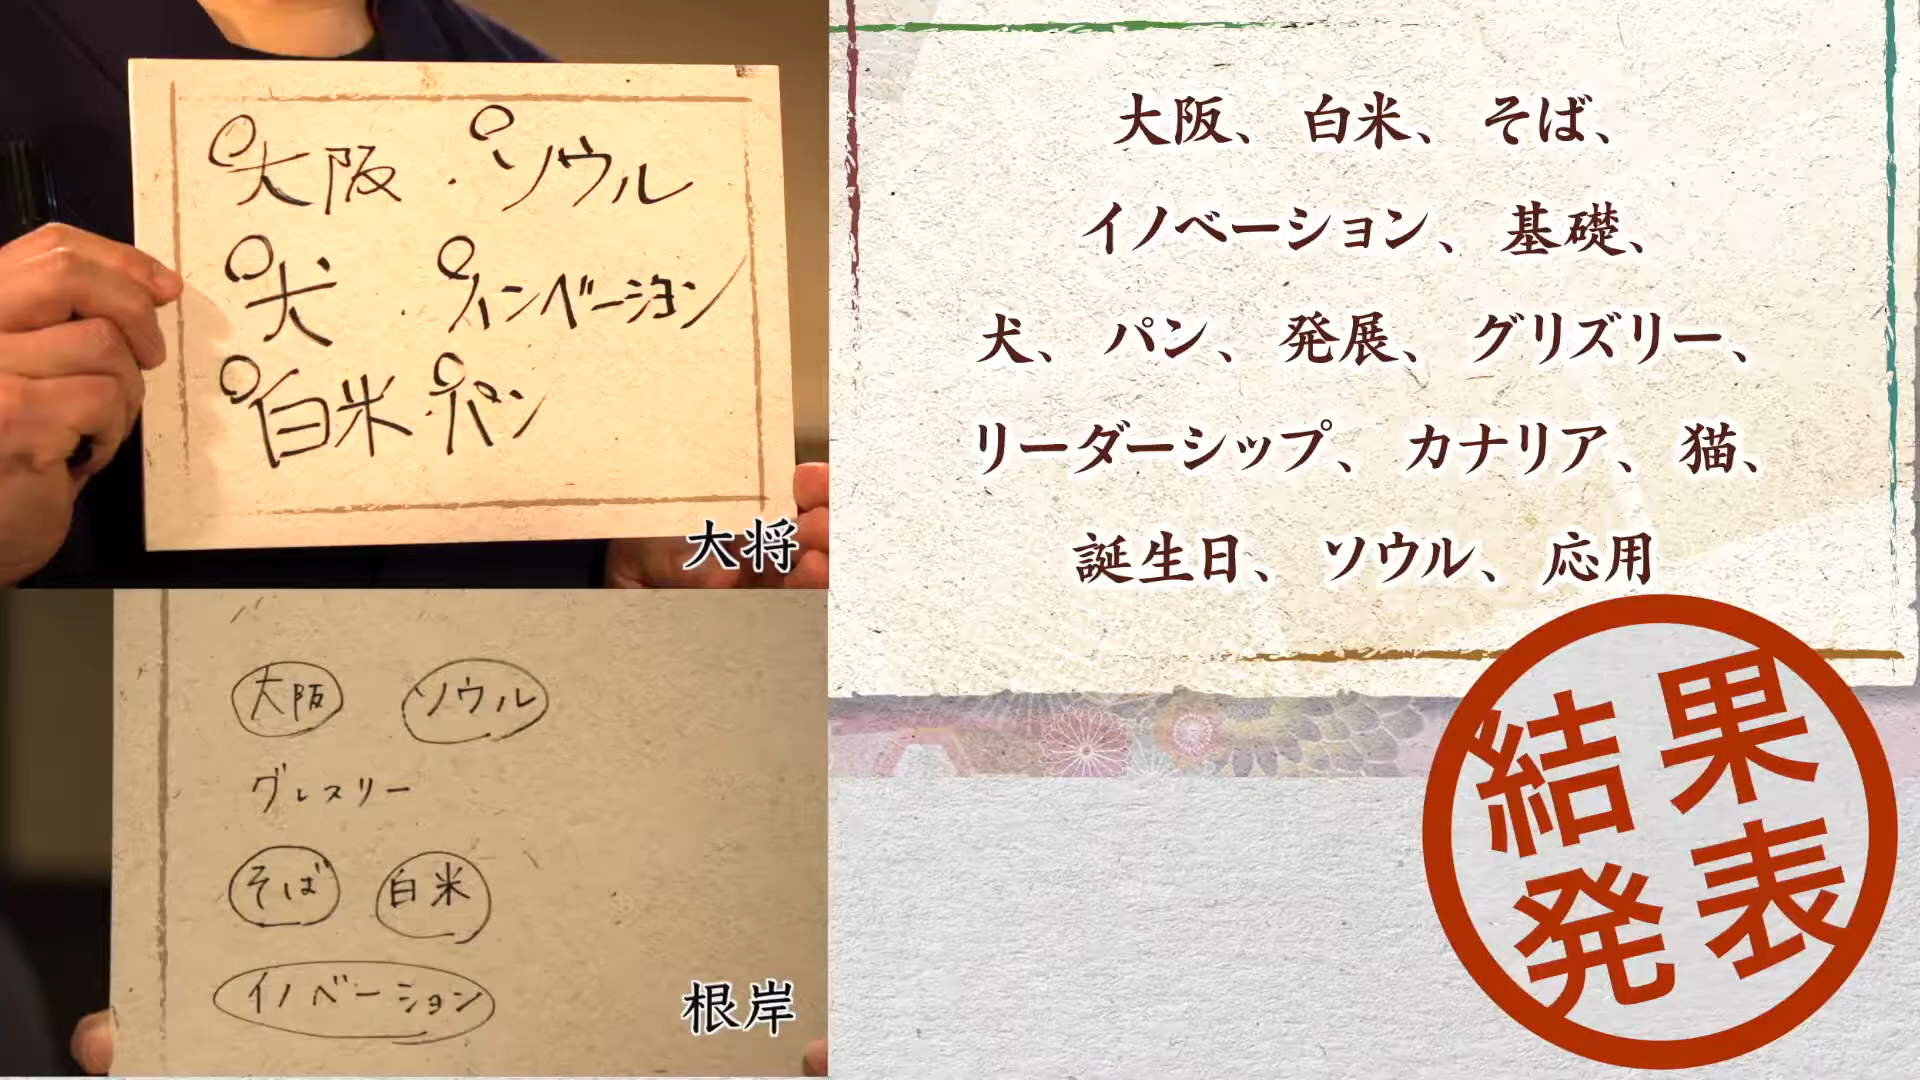 大阪 ・ソウル
犬 ・インベーション
白米 ・パン
大将
大阪 ソウル
グレスリー
そば 白米
イノベーション
根岸
大阪、白米、そば、
イノベーション、基礎、
犬、パン、発展、グリズリー、
リーダーシップ、カナリア、猫、
誕生日、ソウル、応用
結果
発表